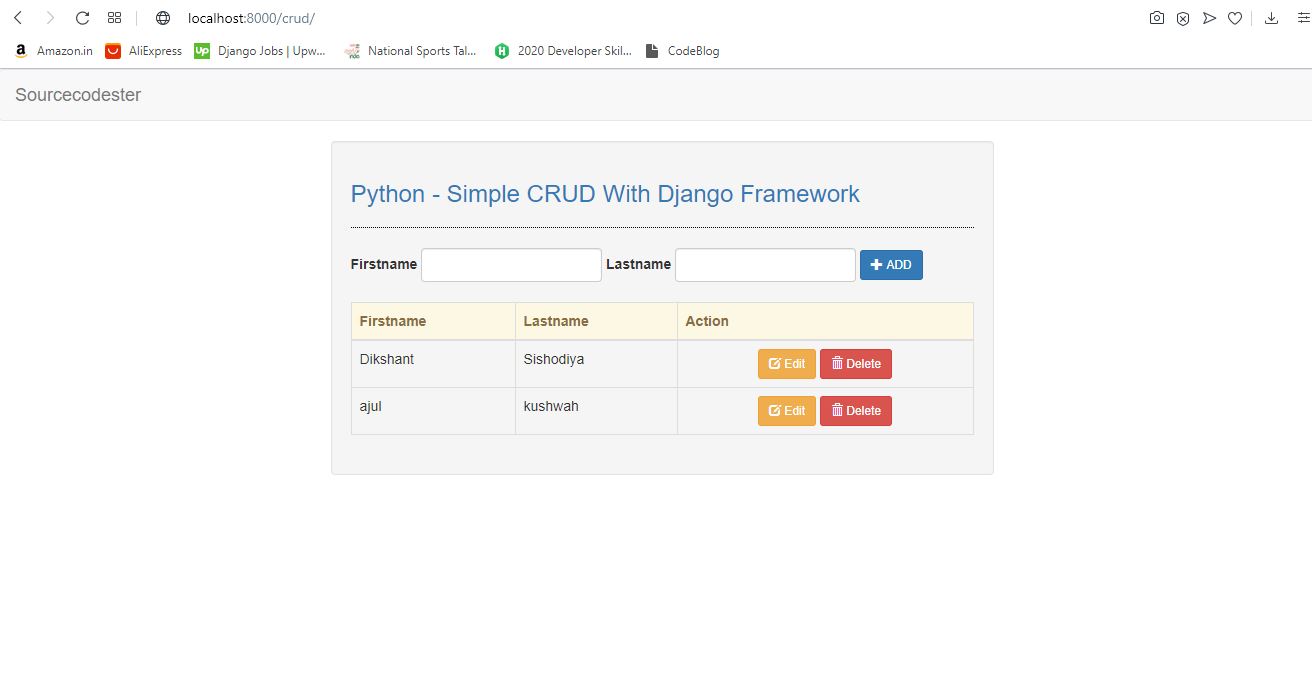 localhost:8000/crud/
Amazon.in AliExpress Django Jobs | Upw... National Sports Tal... 2020 Developer Skil... CodeBlog
Sourcecodester
Python - Simple CRUD With Django Framework
Firstname Lastname ADD
Firstname Lastname Action
Dikshant Sishodiya Edit Delete
ajul kushwah Edit Delete